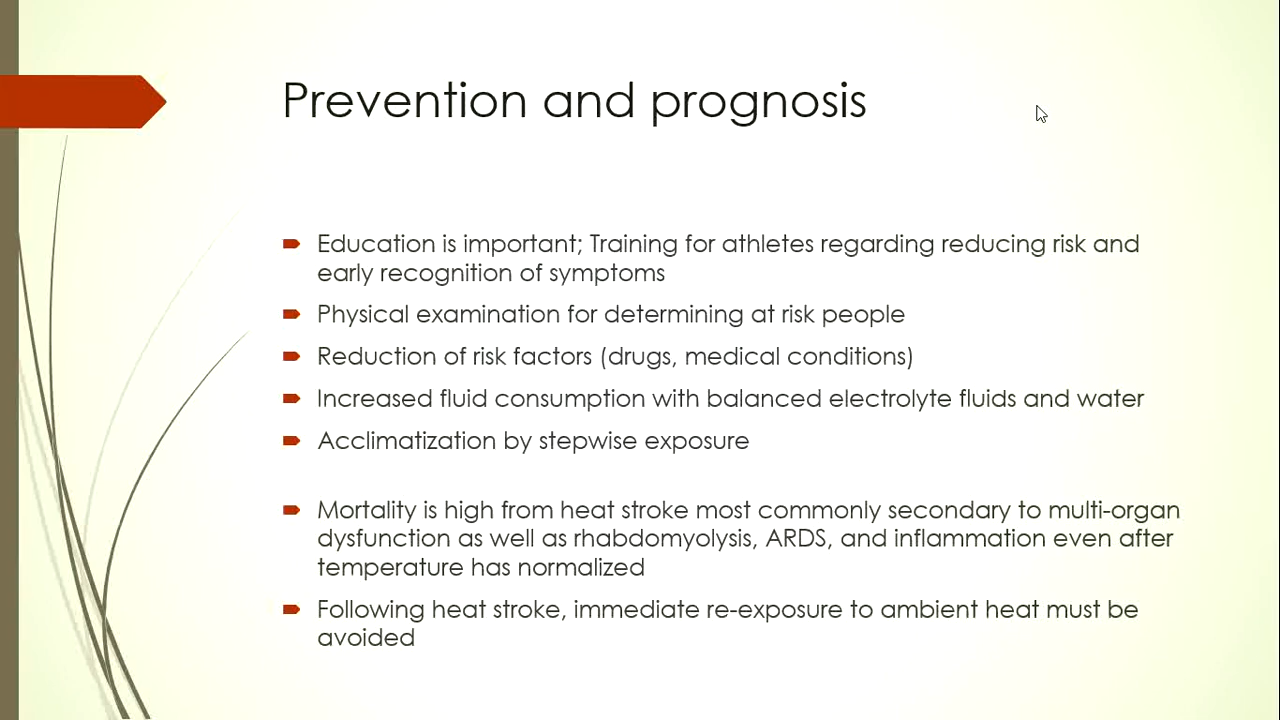 Prevention and prognosis
Education is important; Training for athletes regarding reducing risk and
early recognition of symptoms
Physical examination for determining at risk people
Reduction of risk factors (drugs, medical conditions)
Increased fluid consumption with balanced electrolyte fluids and water
Acclimatization by stepwise exposure
Mortality is high from heat stroke most commonly secondary to multi-organ
dysfunction as well as rhabdomyolysis, ARDS, and inflammation even after
temperature has normalized
Following heat stroke, immediate re-exposure to ambient heat must be
avoided